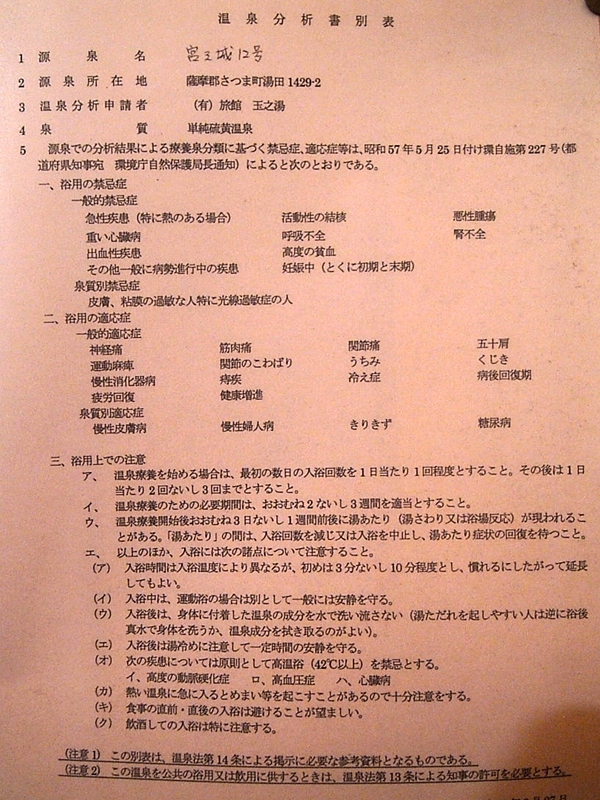 温泉分析書別表
1 源泉名 宮之城12号
2 源泉所在地 薩摩郡さつま町湯田1429-2
3 温泉分析申請者 （有）旅館 玉之湯
4 泉質 単純硫黄温泉
5 源泉での分析結果による療養泉分類に基づく禁忌症、適応症等は、昭和57年5月25日付け環自施第227号（都
道府県知事宛 環境庁自然保護局長通知）によると次のとおりである。
一、浴用の禁忌症
一般的禁忌症
急性疾患（特に熱のある場合） 活動性の結核 悪性腫瘍
重い心臓病 呼吸不全 腎不全
出血性疾患 高度の貧血
その他一般に病勢進行中の疾患 妊娠中（とくに初期と末期）
泉質別禁忌症
皮膚、粘膜の過敏な人特に光線過敏症の人
二、浴用の適応症
一般的適応症
神経痛 筋肉痛 関節痛 五十肩
運動麻痺 関節のこわばり うちみ くじき
慢性消化器病 痔疾 冷え症 病後回復期
疲労回復 健康増進
泉質別適応症
慢性皮膚病 慢性婦人病 きりきず 糖尿病
三、浴用上での注意
ア、 温泉療養を始める場合は、最初の数日の入浴回数を1日当たり1回程度とすること。その後は1日
当たり2回ないし3回までとすること。
イ、 温泉療養のための必要期間は、おおむね2ないし3週間を適当とすること。
ウ、 温泉療養開始後おおむね3日ないし1週間前後に湯あたり（湯さわり又は浴場反応）が現われるこ
とがある。「湯あたり」の間は、入浴回数を減じ又は入浴を中止し、湯あたり症状の回復を待つこと。
エ、 以上のほか、入浴には次の諸点について注意すること。
（ア） 入浴時間は入浴温度により異なるが、初めは3分ないし10分程度とし、慣れるにしたがって延長
してもよい。
（イ） 入浴中は、運動浴の場合は別として一般には安静を守る。
（ウ） 入浴後は、身体に付着した温泉の成分を水で洗い流さない（湯ただれを起しやすい人は逆に浴後
真水で身体を洗うか、温泉成分を拭き取るのがよい）。
（エ） 入浴後は湯冷めに注意して一定時間の安静を守る。
（オ） 次の疾患については原則として高温浴（42℃以上）を禁忌とする。
イ、高度の動脈硬化症 ロ、高血圧症 ハ、心臓病
（カ） 熱い温泉に急に入るとめまい等を起こすことがあるので十分注意をする。
（キ） 食事の直前・直後の入浴は避けることが望ましい。
（ク） 飲酒しての入浴は特に注意する。
（注意1） この別表は、温泉法第14条による掲示に必要な参考資料となるものである。
（注意2） この温泉を公共の浴用又は飲用に供するときは、温泉法第13条による知事の許可を必要とする。